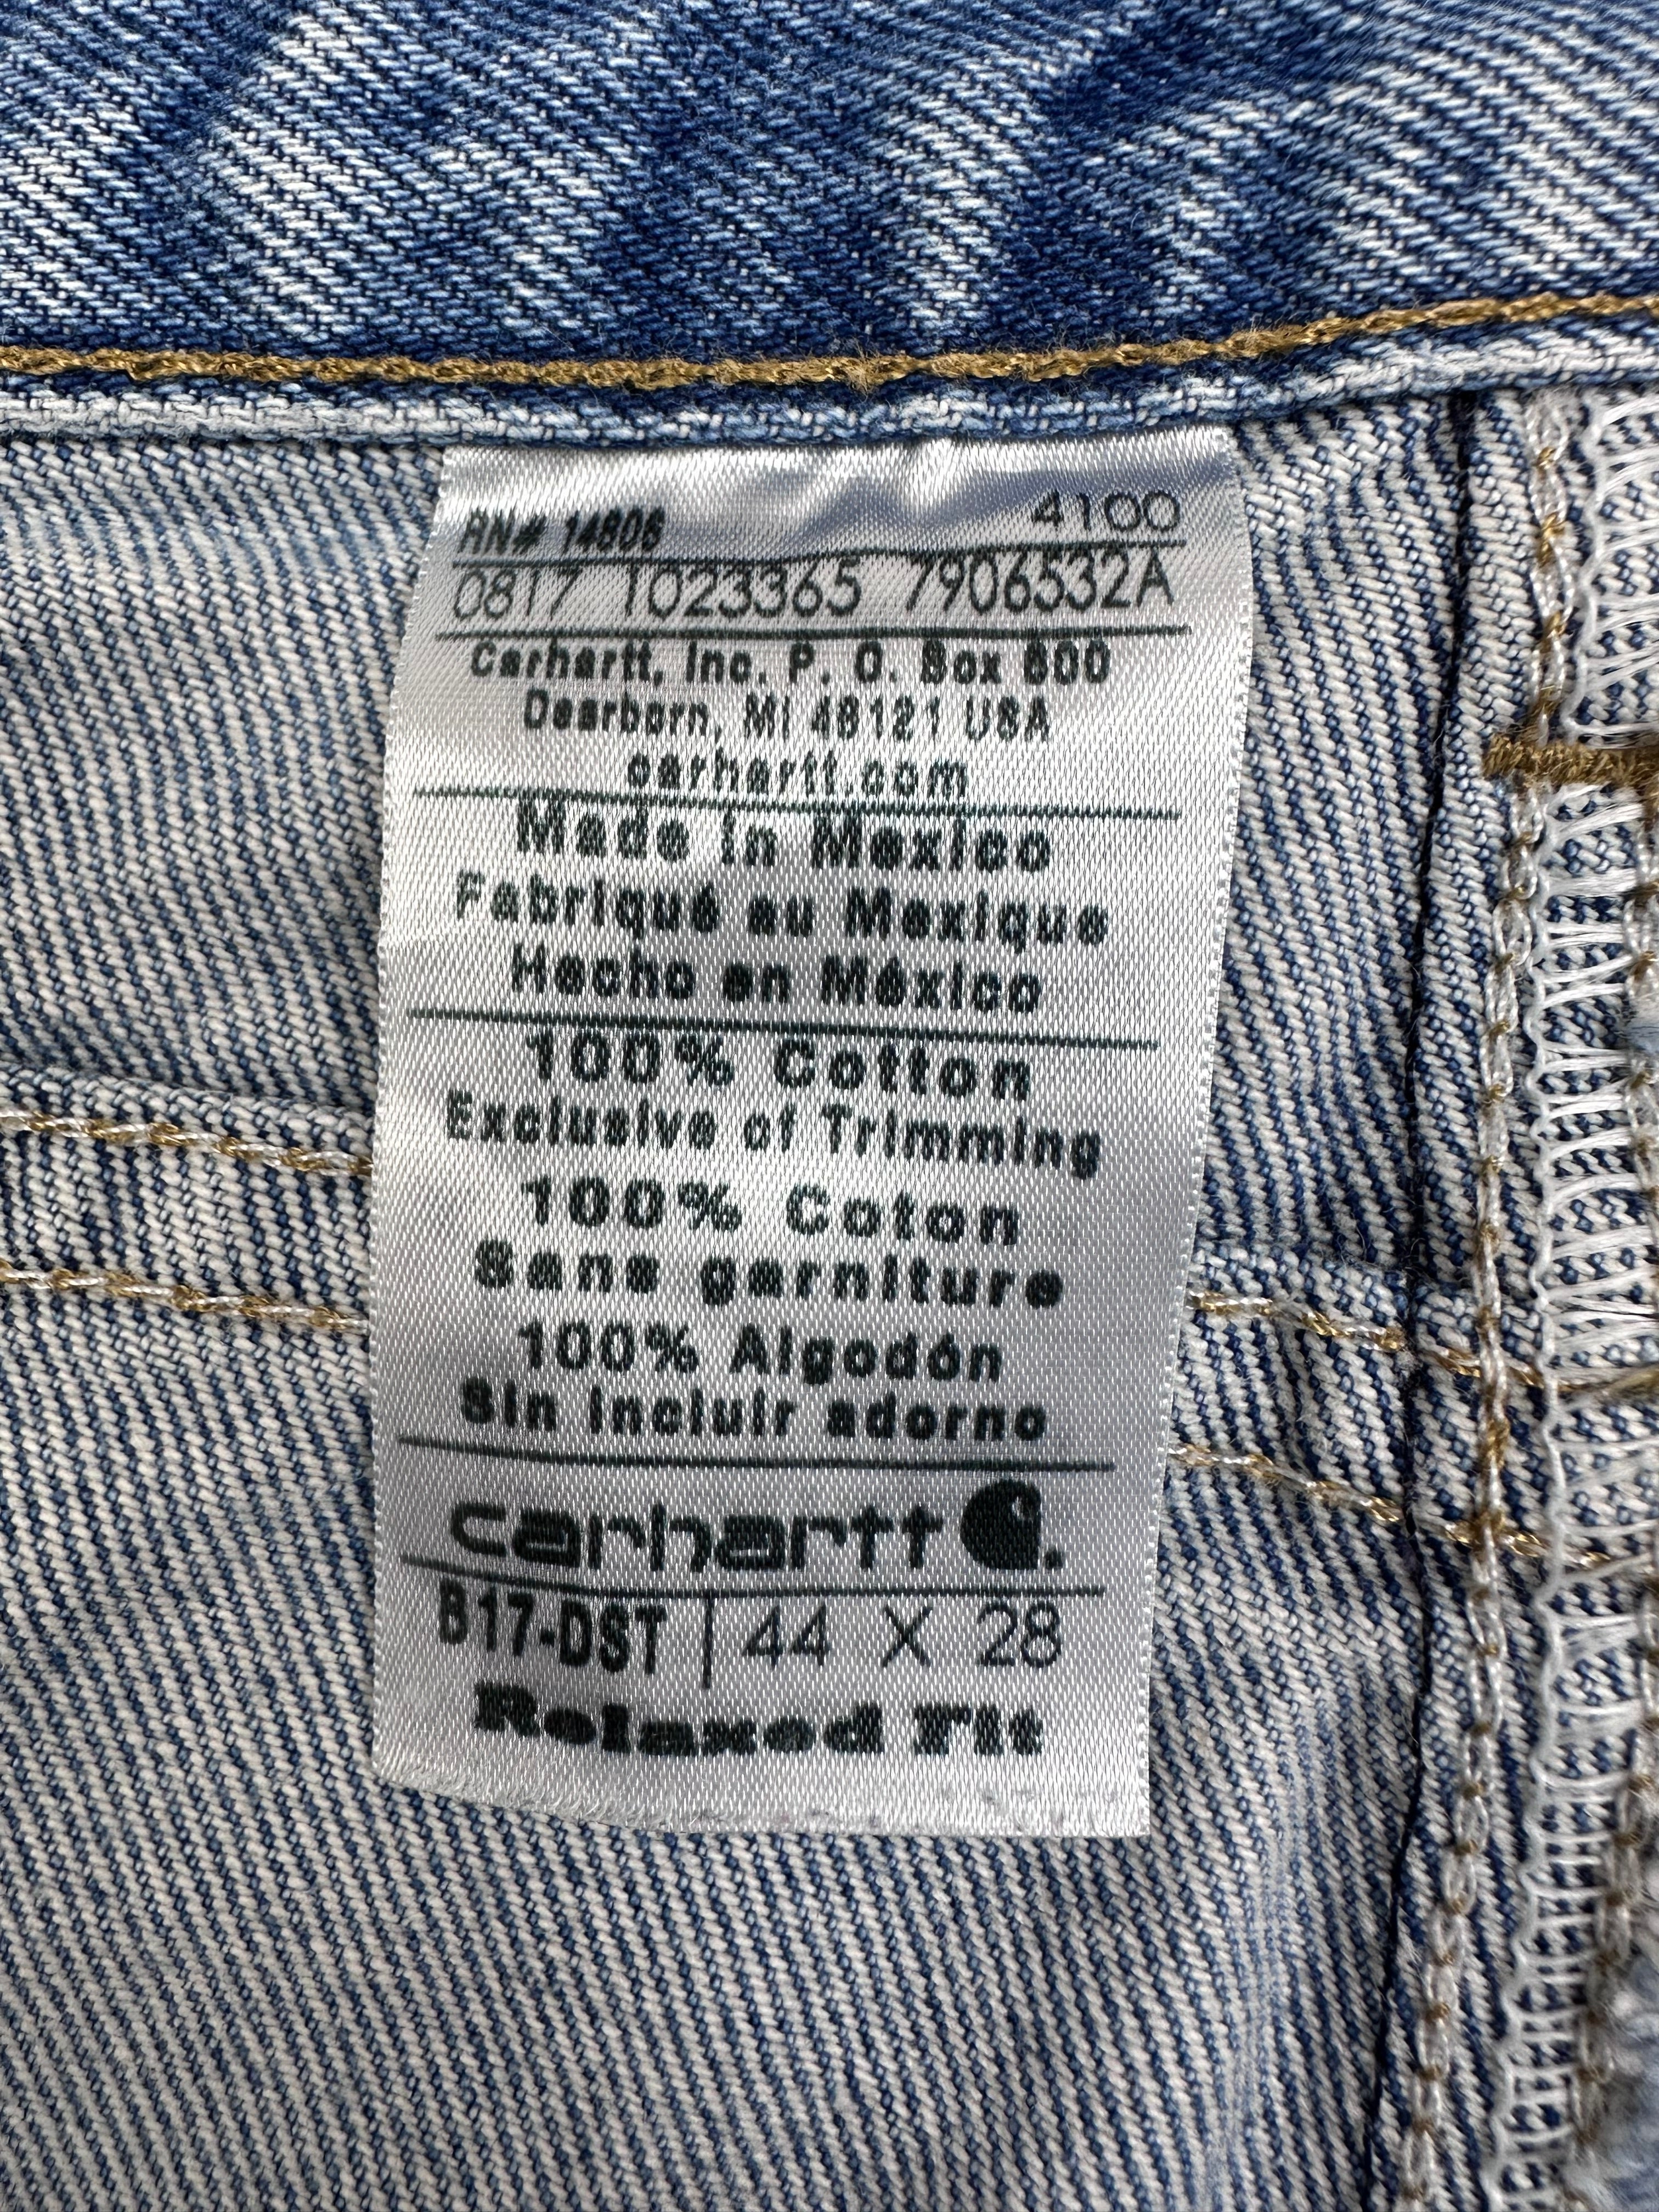 RN# 14806 4100
0817 1023365 7906532A
Carhartt, Inc. P. O. Box 600
Dearborn, MI 48121 USA
carhartt.com
Made in Mexico
Fabriqué au Mexique
Hecho en México
100% Cotton
Exclusive of Trimming
100% Coton
Sans garniture
100% Algodón
Sin incluir adorno
carhartt
B17-DST | 44 X 28
Relaxed Fit